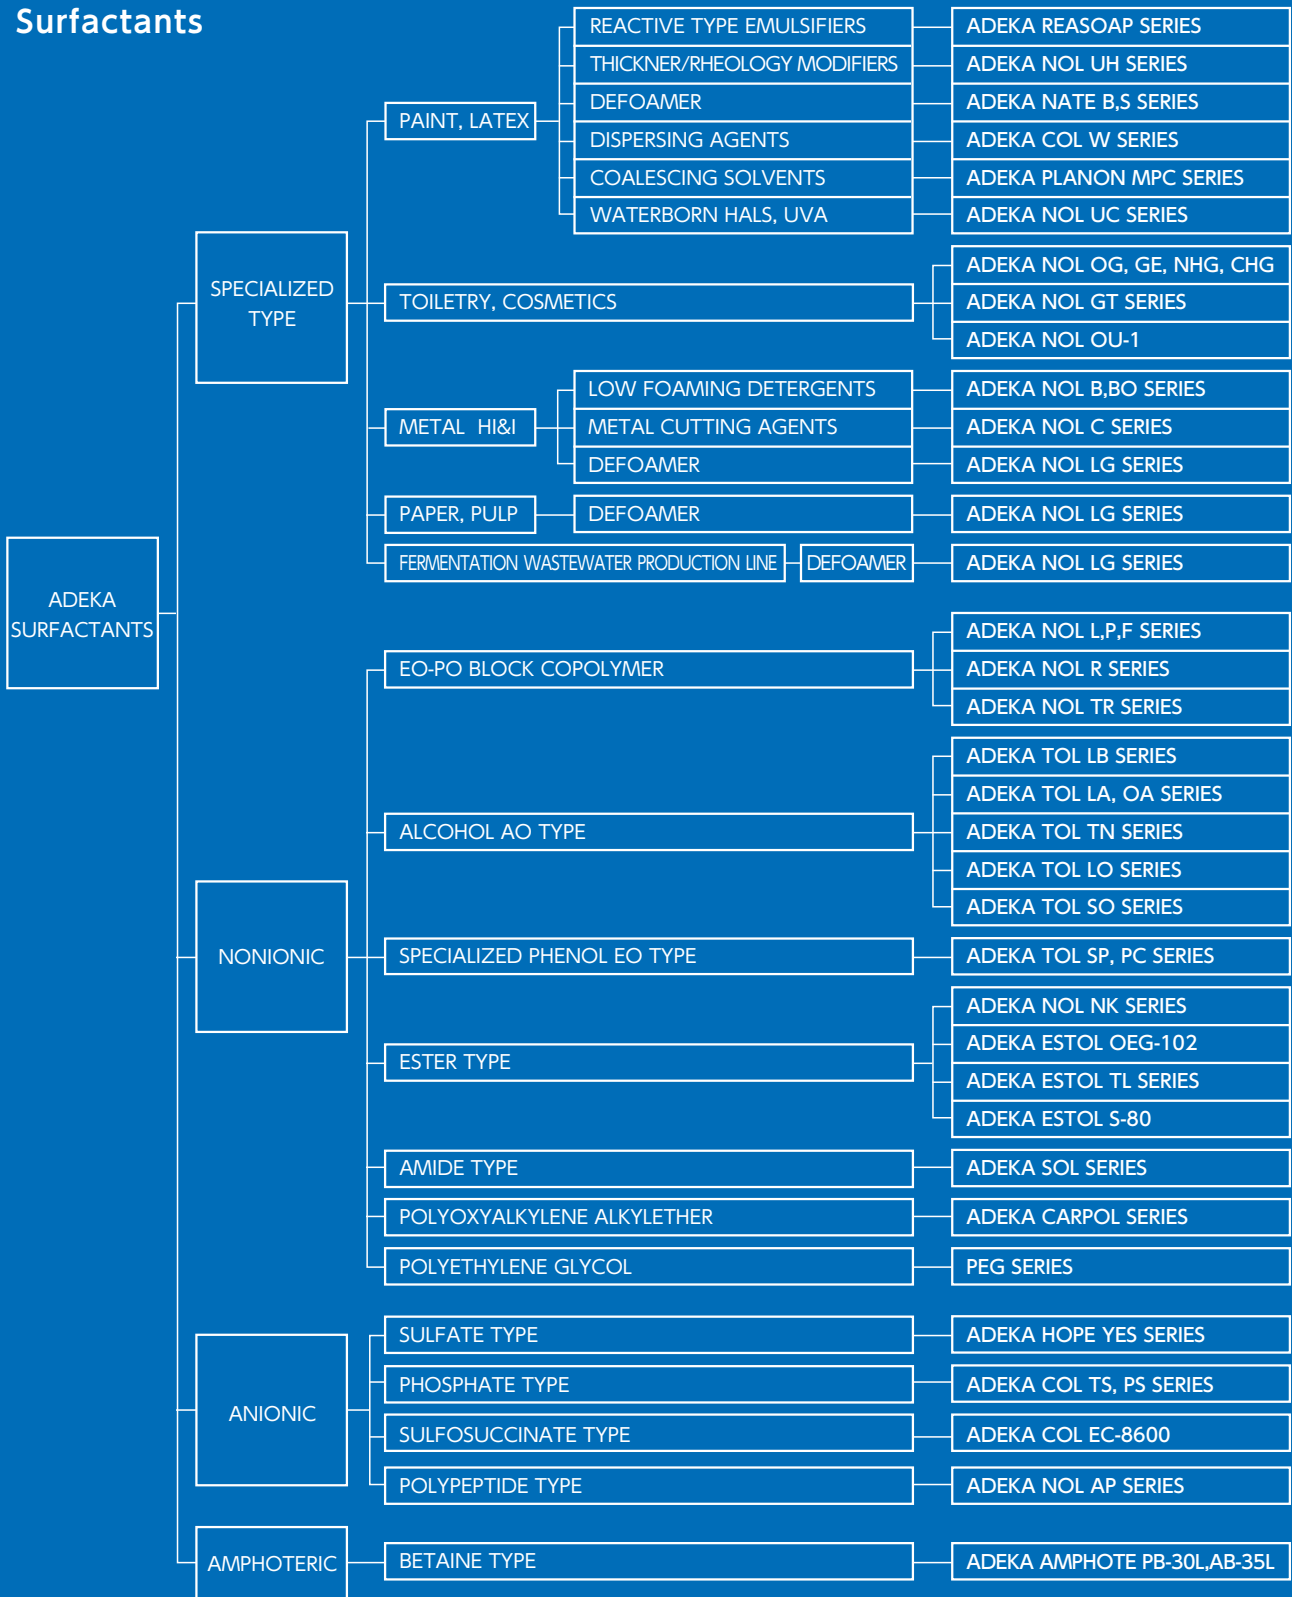 Surfactants
ADEKA
SURFACTANTS
SPECIALIZED
TYPE
PAINT, LATEX
REACTIVE TYPE EMULSIFIERS
ADEKA REASOAP SERIES
THICKNER/RHEOLOGY MODIFIERS
ADEKA NOL UH SERIES
DEFOAMER
ADEKA NATE B,S SERIES
DISPERSING AGENTS
ADEKA COL W SERIES
COALESCING SOLVENTS
ADEKA PLANON MPC SERIES
WATERBORN HALS, UVA
ADEKA NOL UC SERIES
TOILETRY, COSMETICS
ADEKA NOL OG, GE, NHG, CHG
ADEKA NOL GT SERIES
ADEKA NOL OU-1
METAL HI&I
LOW FOAMING DETERGENTS
ADEKA NOL B,BO SERIES
METAL CUTTING AGENTS
ADEKA NOL C SERIES
DEFOAMER
ADEKA NOL LG SERIES
PAPER, PULP
DEFOAMER
ADEKA NOL LG SERIES
FERMENTATION WASTEWATER PRODUCTION LINE
DEFOAMER
ADEKA NOL LG SERIES
NONIONIC
EO-PO BLOCK COPOLYMER
ADEKA NOL L,P,F SERIES
ADEKA NOL R SERIES
ADEKA NOL TR SERIES
ALCOHOL AO TYPE
ADEKA TOL LB SERIES
ADEKA TOL LA, OA SERIES
ADEKA TOL TN SERIES
ADEKA TOL LO SERIES
ADEKA TOL SO SERIES
SPECIALIZED PHENOL EO TYPE
ADEKA TOL SP, PC SERIES
ESTER TYPE
ADEKA NOL NK SERIES
ADEKA ESTOL OEG-102
ADEKA ESTOL TL SERIES
ADEKA ESTOL S-80
AMIDE TYPE
ADEKA SOL SERIES
POLYOXYALKYLENE ALKYLETHER
ADEKA CARPOL SERIES
POLYETHYLENE GLYCOL
PEG SERIES
ANIONIC
SULFATE TYPE
ADEKA HOPE YES SERIES
PHOSPHATE TYPE
ADEKA COL TS, PS SERIES
SULFOSUCCINATE TYPE
ADEKA COL EC-8600
POLYPEPTIDE TYPE
ADEKA NOL AP SERIES
AMPHOTERIC
BETAINE TYPE
ADEKA AMPHOTE PB-30L,AB-35L